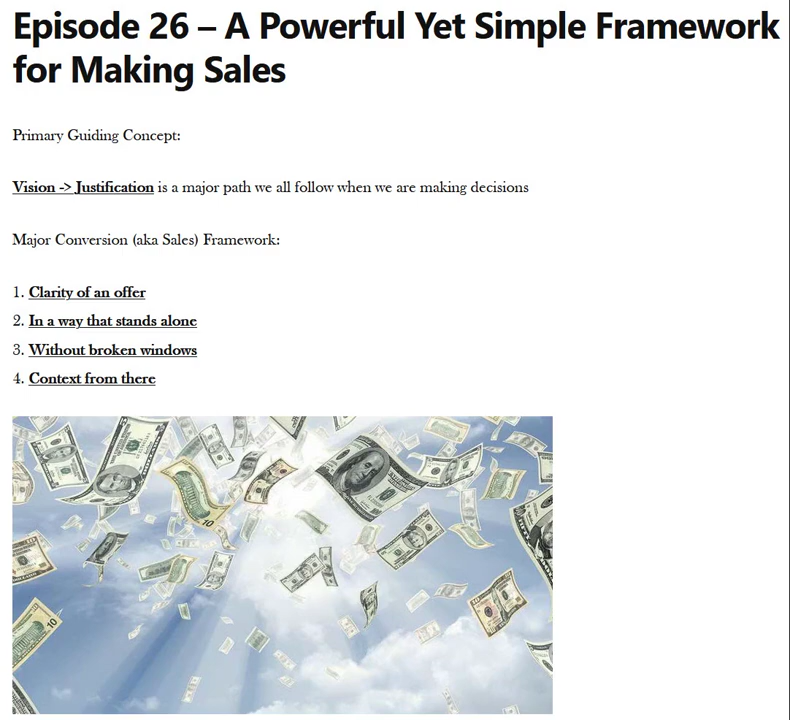 Episode 26 – A Powerful Yet Simple Framework
for Making Sales
Primary Guiding Concept:
Vision -> Justification is a major path we all follow when we are making decisions
Major Conversion (aka Sales) Framework:
1. Clarity of an offer
2. In a way that stands alone
3. Without broken windows
4. Context from there
10
10